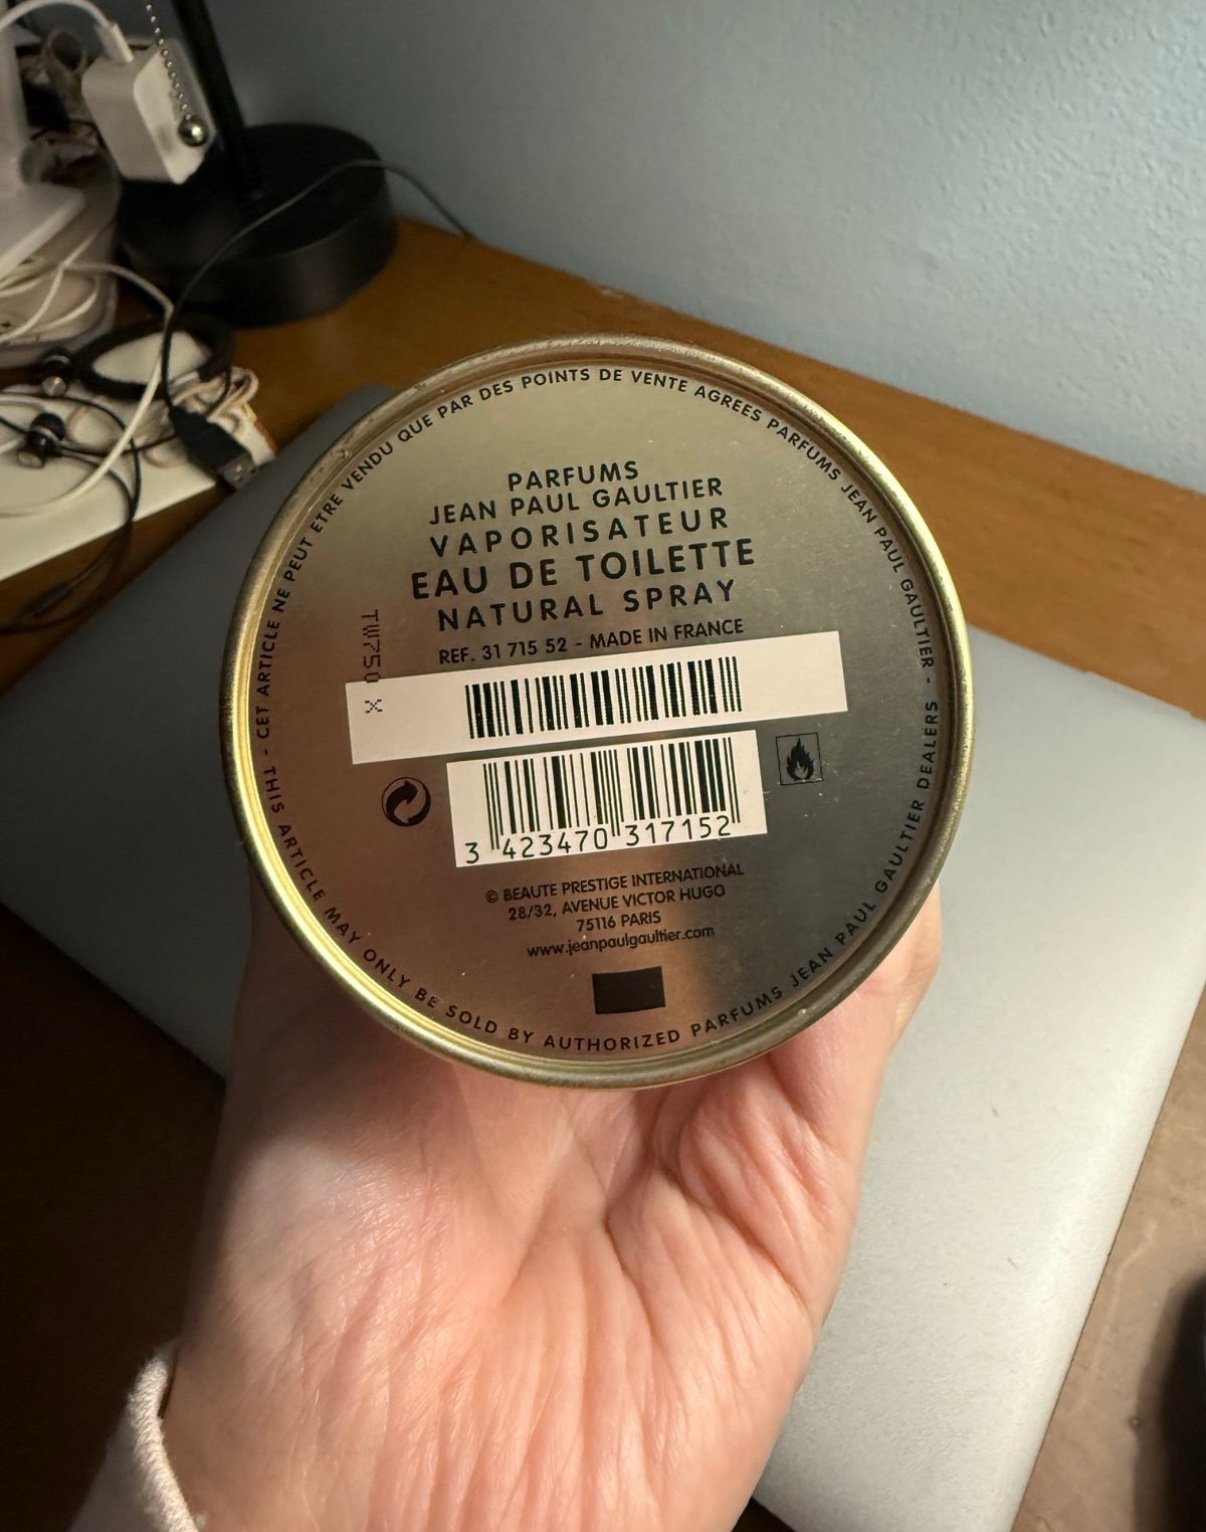 CET ARTICLE NE PEUT ETRE VENDU QUE PAR DES POINTS DE VENTE AGREES PARFUMS JEAN PAUL GAULTIER -
THIS ARTICLE MAY ONLY BE SOLD BY AUTHORIZED PARFUMS JEAN PAUL GAULTIER DEALERS -
PARFUMS
JEAN PAUL GAULTIER
VAPORISATEUR
EAU DE TOILETTE
NATURAL SPRAY
REF. 31 715 52 - MADE IN FRANCE
X
3 423470 317152
© BEAUTE PRESTIGE INTERNATIONAL
28/32, AVENUE VICTOR HUGO
75116 PARIS
www.jeanpaulgaultier.com